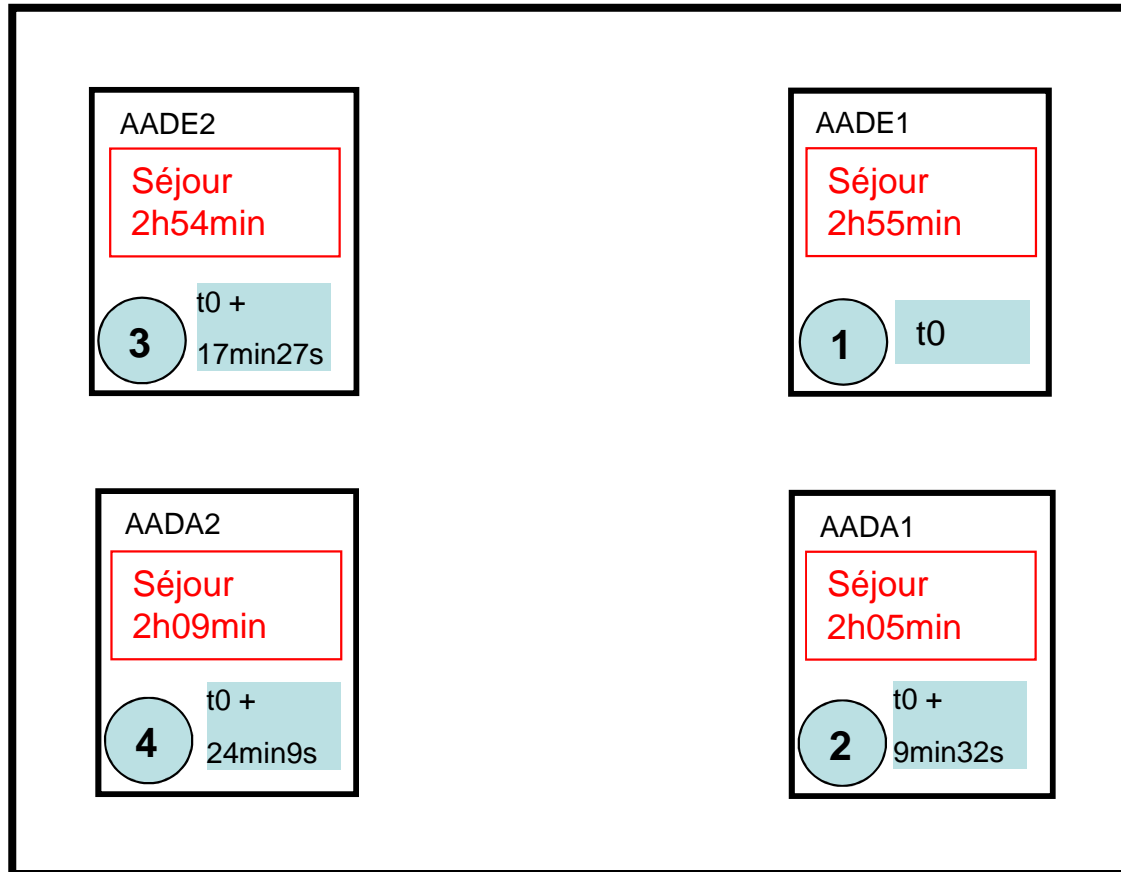 AADE2
Séjour
2h54min
3
t0 +
17min27s
AADE1
Séjour
2h55min
1
t0
AADA2
Séjour
2h09min
4
t0 +
24min9s
AADA1
Séjour
2h05min
2
t0 +
9min32s